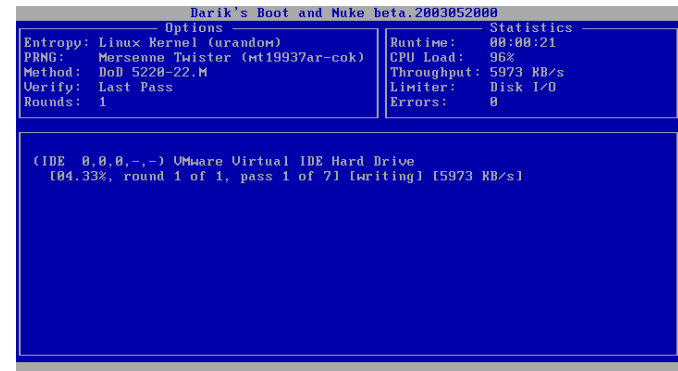 Darik's Boot and Nuke beta.2003052000
Options
Entropy: Linux Kernel (urandom)
PRNG: Mersenne Twister (mt19937ar-cok)
Method: DoD 5220-22.M
Verify: Last Pass
Rounds: 1
Statistics
Runtime: 00:00:21
CPU Load: 96%
Throughput: 5973 KB/s
Limiter: Disk I/O
Errors: 0
(IDE 0,0,0,-,-) VMware Virtual IDE Hard Drive
[04.33%, round 1 of 1, pass 1 of 7] [writing] [5973 KB/s]